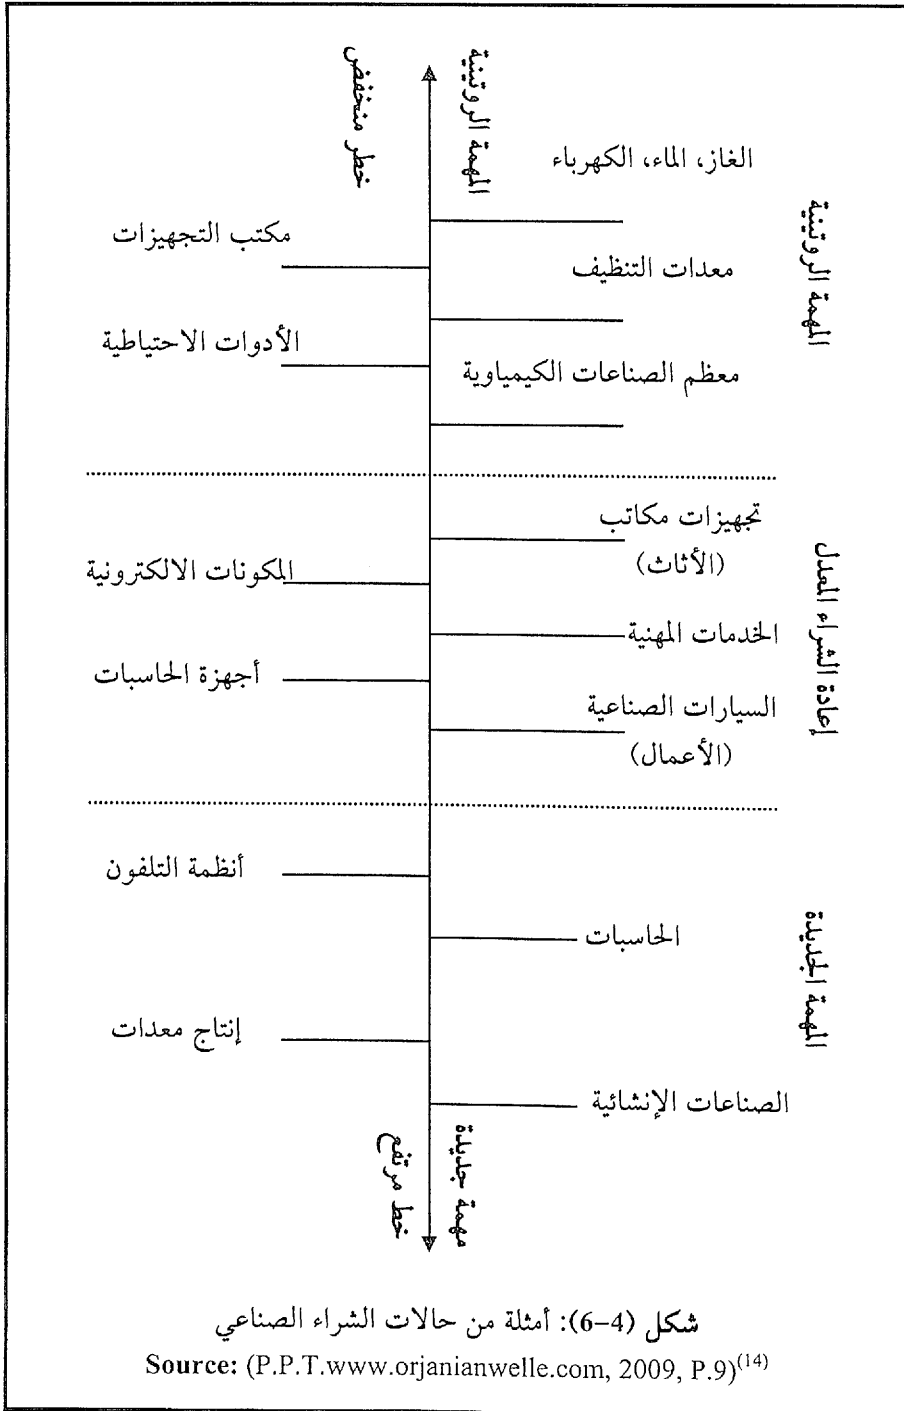 المهمة الروتينية
خطر منخفض
الغاز، الماء، الكهرباء
المهمة الروتينية
مكتب التجهيزات
معدات التنظيف
الأدوات الاحتياطية
معظم الصناعات الكيمياوية
تجهيزات مكاتب
(الأثاث)
إعادة الشراء المعدل
المكونات الالكترونية
الخدمات المهنية
أجهزة الحاسبات
السيارات الصناعية
(الأعمال)
أنظمة التلفون
الحاسبات
المهمة الجديدة
إنتاج معدات
الصناعات الإنشائية
مهمة جديدة
خط مرتفع
شكل (4-6): أمثلة من حالات الشراء الصناعي
Source: (P.P.T.www.orjanianwelle.com, 2009, P.9)(14)